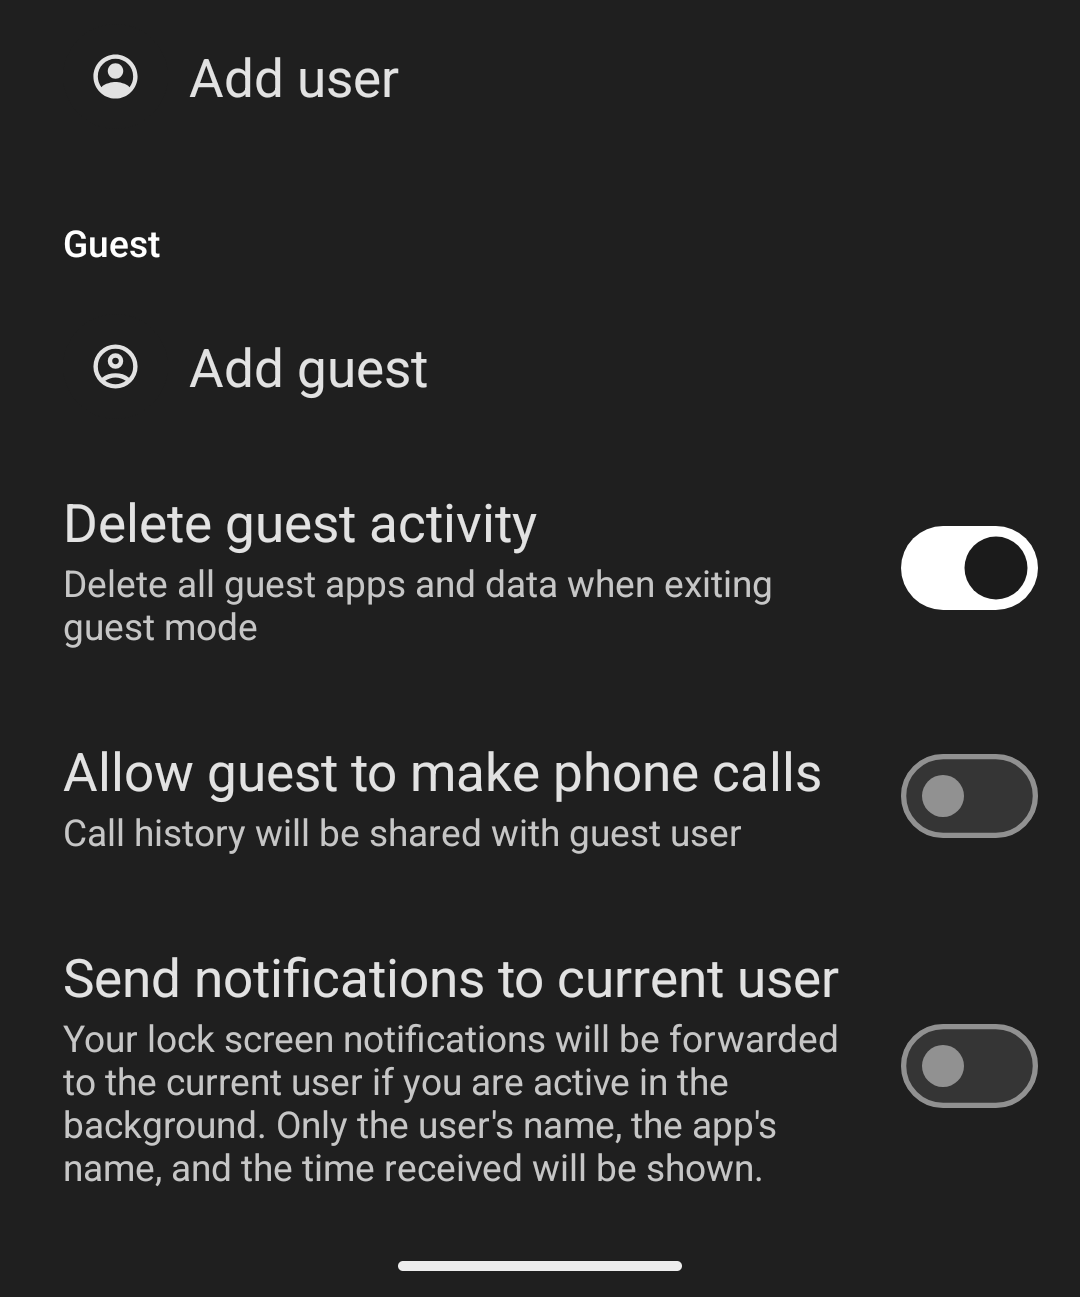 Add user
Guest
Add guest
Delete guest activity
Delete all guest apps and data when exiting
guest mode
Allow guest to make phone calls
Call history will be shared with guest user
Send notifications to current user
Your lock screen notifications will be forwarded
to the current user if you are active in the
background. Only the user's name, the app's
name, and the time received will be shown.